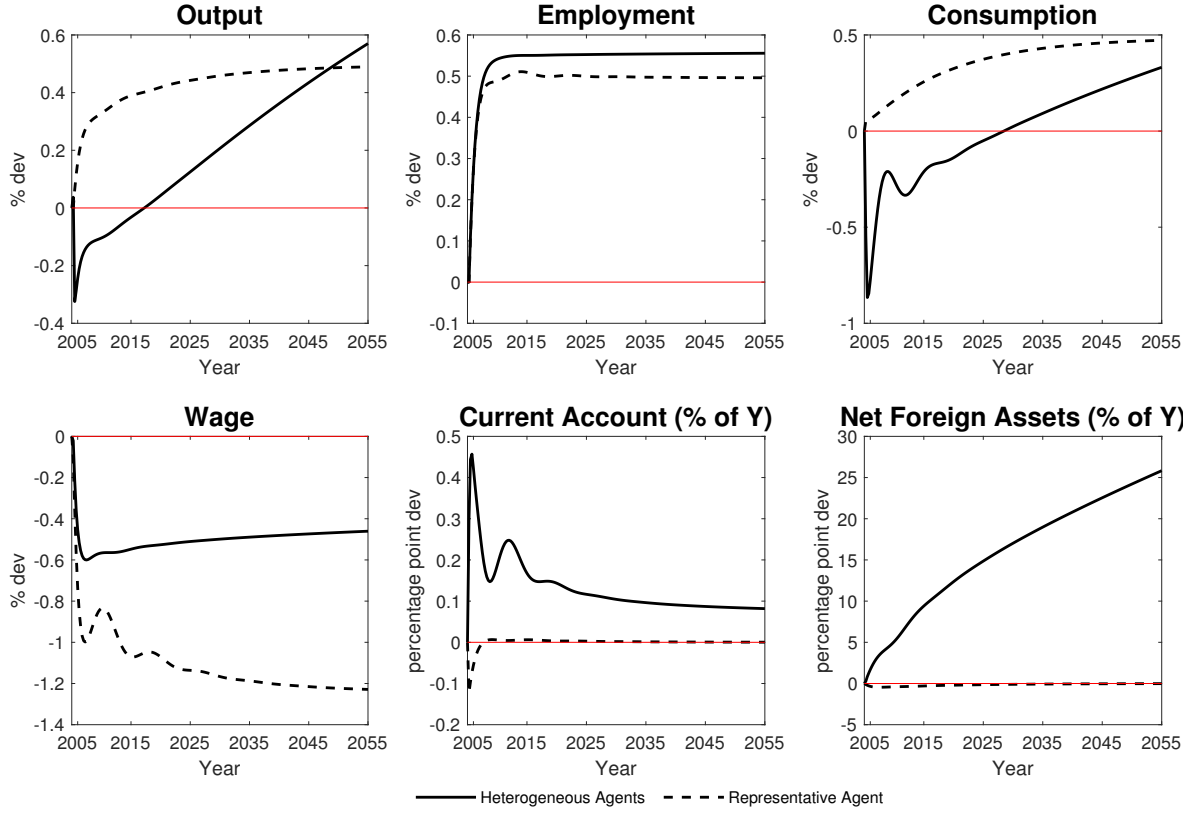 Output
% dev
0.6
0.4
0.2
0
-0.2
-0.4
2005 2015 2025 2035 2045 2055
Year
Employment
0.6
0.5
0.4
0.3
0.2
0.1
0
-0.1
2005 2015 2025 2035 2045 2055
Year
Consumption
% dev
0.5
0
-0.5
-1
2005 2015 2025 2035 2045 2055
Year
Wage
% dev
0
-0.2
-0.4
-0.6
-0.8
-1
-1.2
-1.4
2005 2015 2025 2035 2045 2055
Year
Current Account (% of Y)
percentage point dev
0.5
0.4
0.3
0.2
0.1
0
-0.1
-0.2
2005 2015 2025 2035 2045 2055
Year
Net Foreign Assets (% of Y)
percentage point dev
30
25
20
15
10
5
0
-5
2005 2015 2025 2035 2045 2055
Year
Heterogeneous Agents Representative Agent